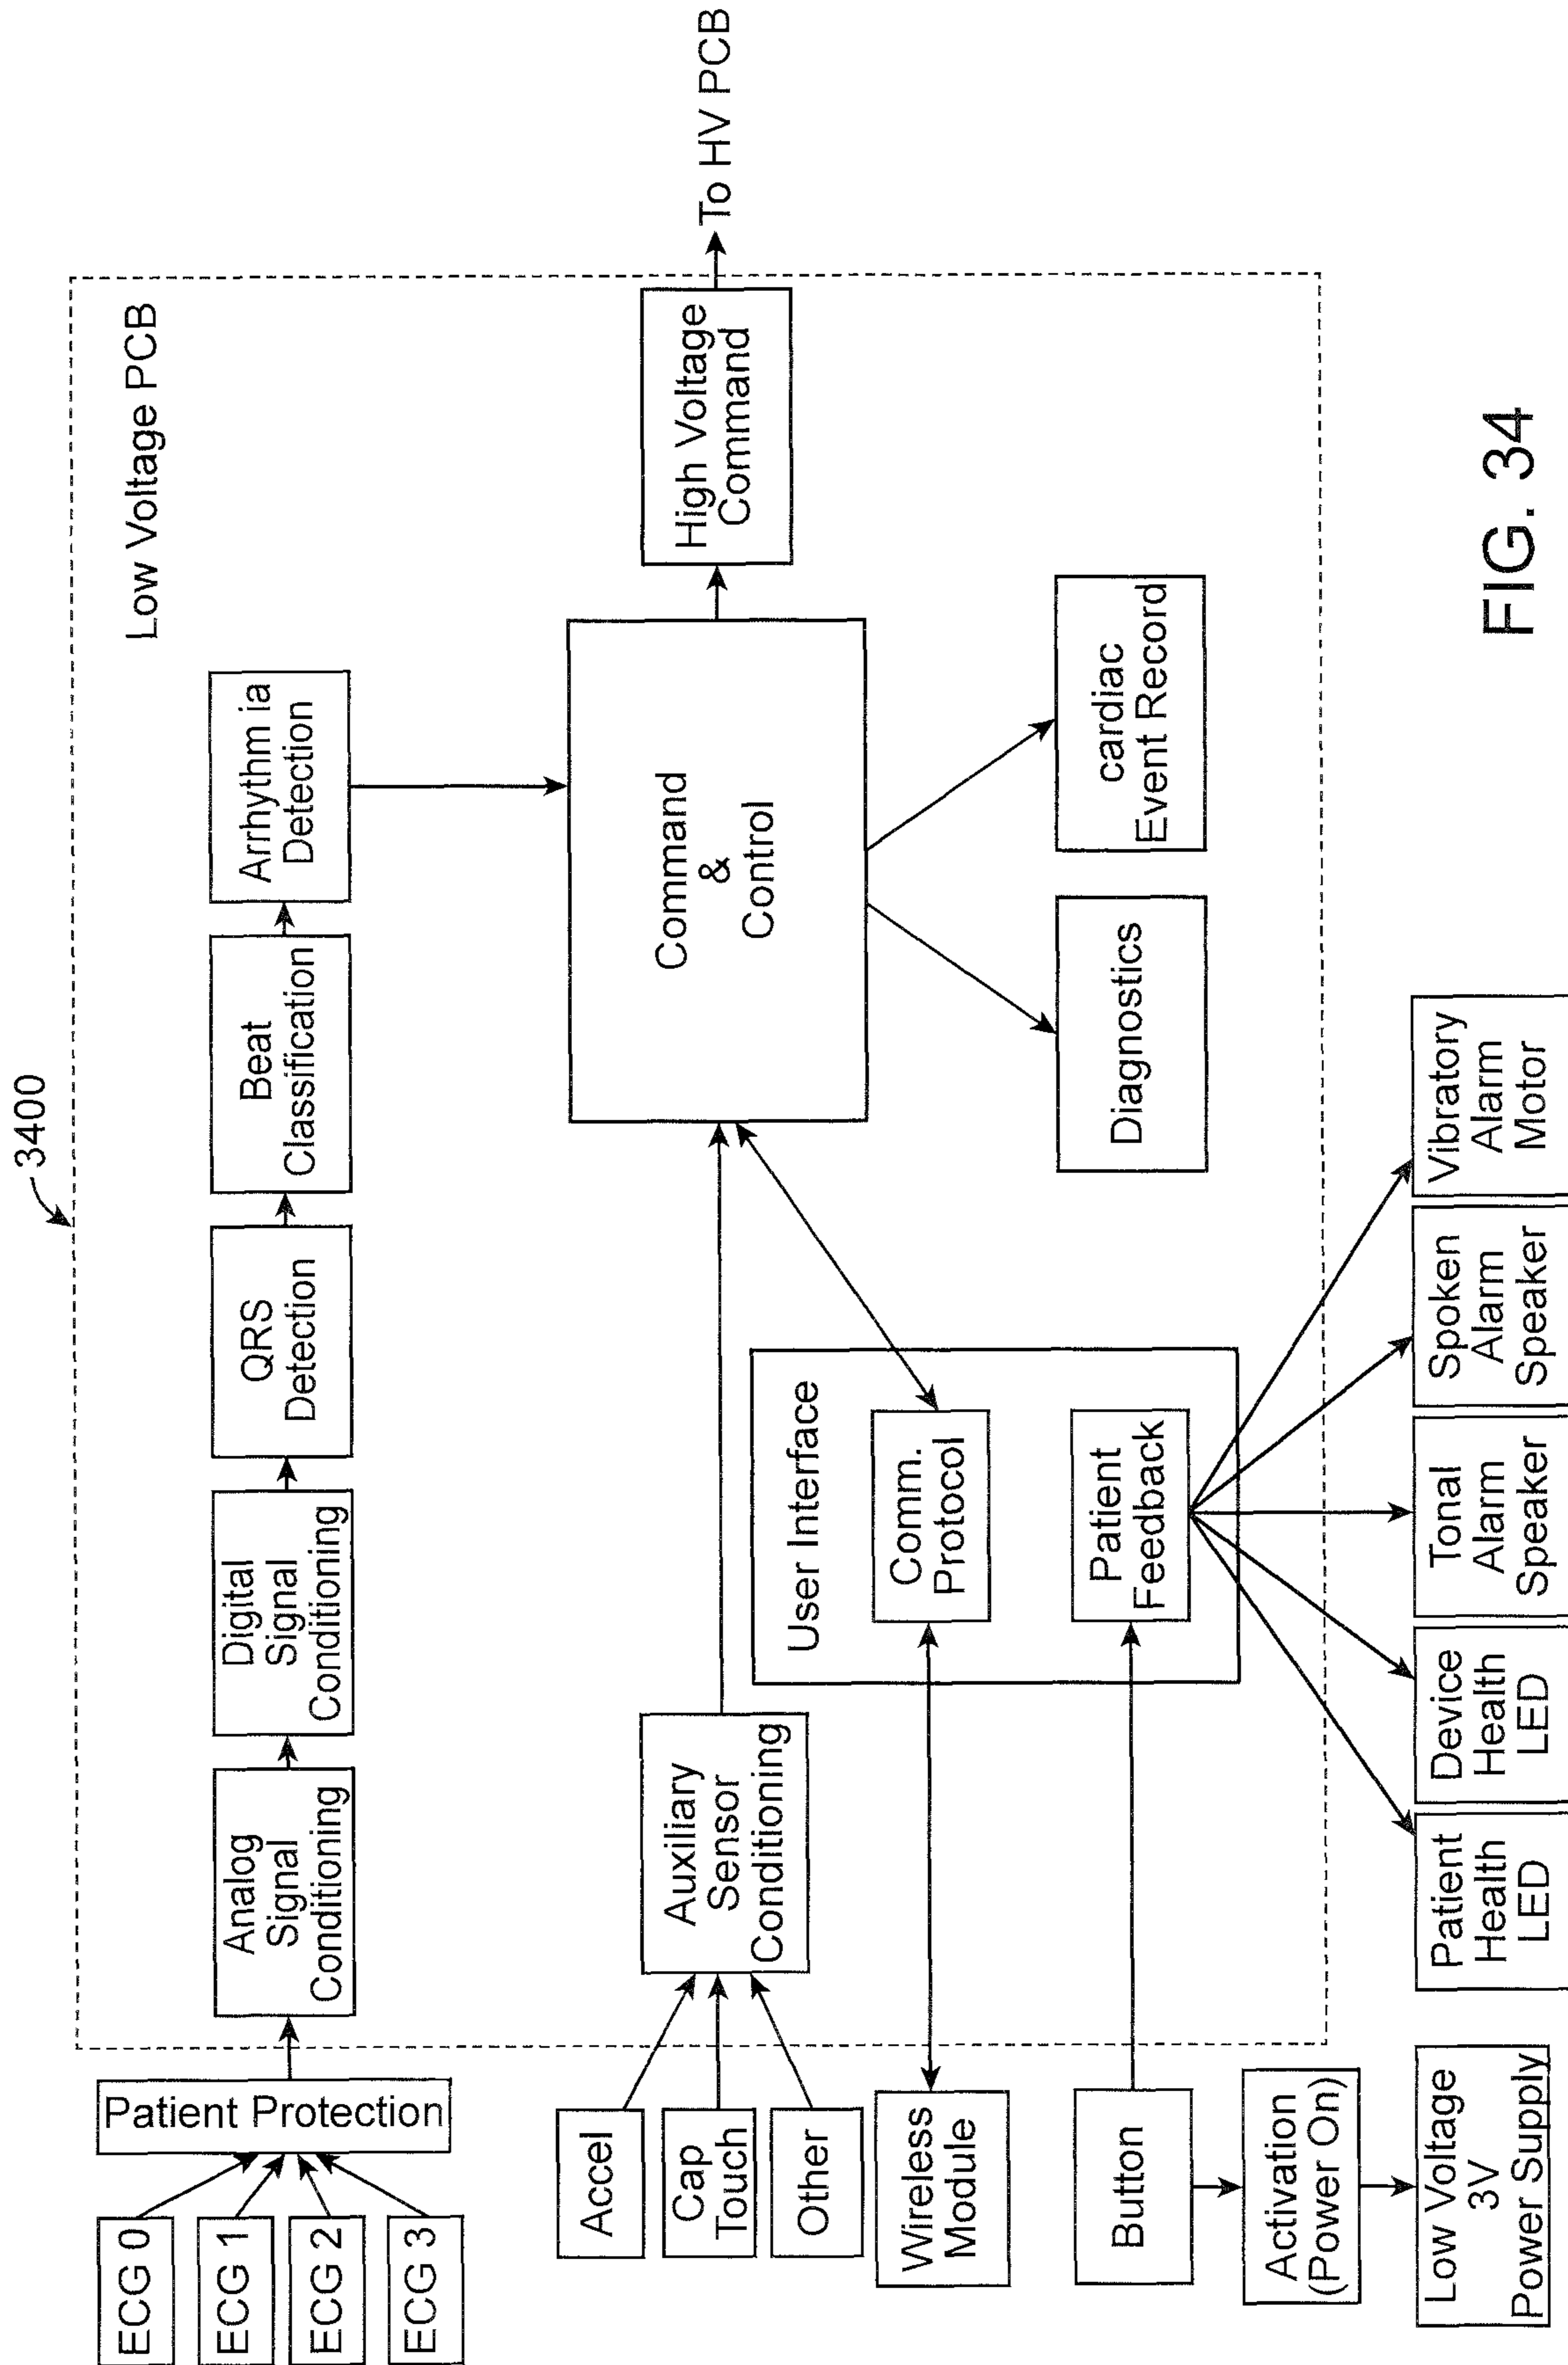 3400
Low Voltage PCB
ECG 0
ECG 1
ECG 2
ECG 3
Patient Protection
Analog
Signal
Conditioning
Digital
Signal
Conditioning
QRS
Detection
Beat
Classification
Arrhythm ia
Detection
Accel
Cap
Touch
Other
Auxiliary
Sensor
Conditioning
Command
&
Control
High Voltage
Command
To HV PCB
Wireless
Module
User Interface
Comm.
Protocol
Button
Patient
Feedback
Diagnostics
cardiac
Event Record
Activation
(Power On)
Low Voltage
3V
Power Supply
Patient
Health
LED
Device
Health
LED
Tonal
Alarm
Speaker
Spoken
Alarm
Speaker
Vibratory
Alarm
Motor
FIG. 34